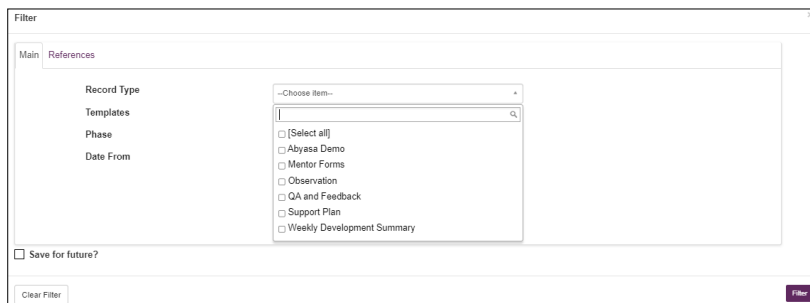 Filter
Main References
Record Type
--Choose item--
Templates
Phase
[Select all]
Date From
Abyasa Demo
Mentor Forms
Observation
QA and Feedback
Support Plan
Weekly Development Summary
Save for future?
Clear Filter
Filter